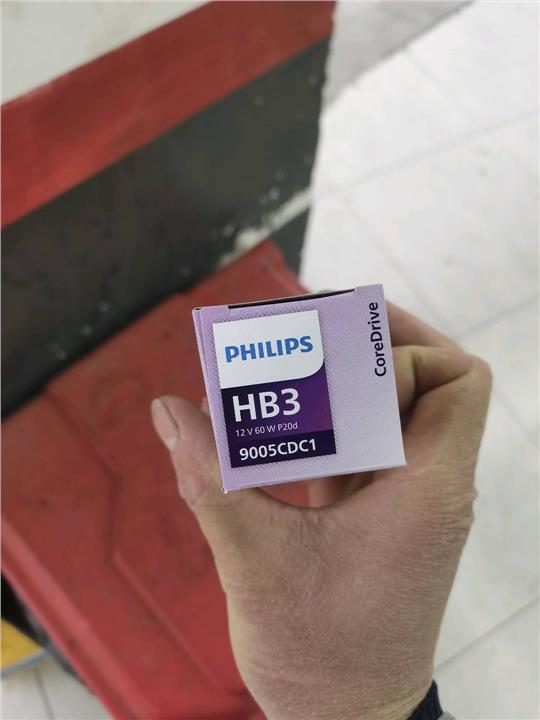 PHILIPS
HB3
12 V 60 W P20d
9005CDC1
CoreDrive